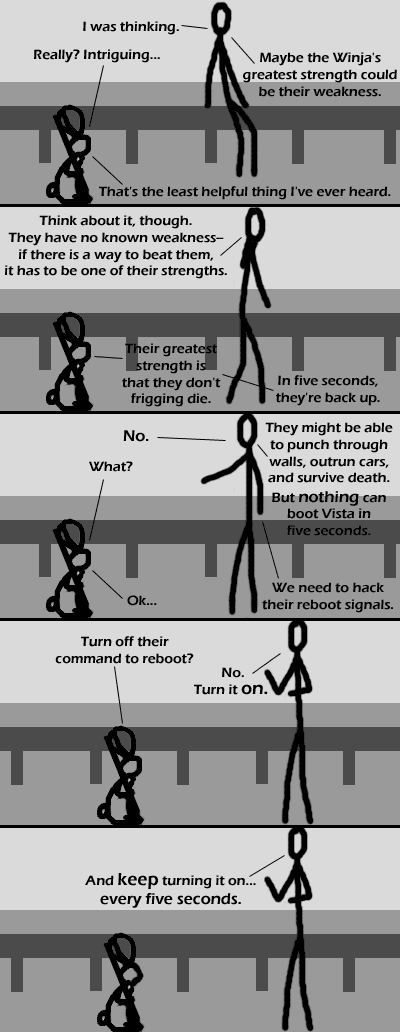 I was thinking.
Really? Intriguing...
Maybe the Winja's
greatest strength could
be their weakness.
That's the least helpful thing I've ever heard.
Think about it, though.
They have no known weakness–
if there is a way to beat them,
it has to be one of their strengths.
Their greatest
strength is
that they don't
frigging die.
In five seconds,
they're back up.
No.
What?
They might be able
to punch through
walls, outrun cars,
and survive death.
But nothing can
boot Vista in
five seconds.
Ok...
We need to hack
their reboot signals.
Turn off their
command to reboot?
No.
Turn it on.
And keep turning it on...
every five seconds.